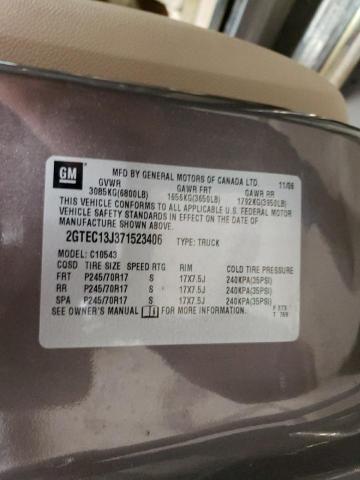 GM
MFD BY GENERAL MOTORS OF CANADA LTD. 11/06
GVWR GAWR FRT GAWR RR
3085KG(6800LB) 1656KG(3650LB) 1792KG(3950LB)
THIS VEHICLE CONFORMS TO ALL APPLICABLE U.S. FEDERAL MOTOR
VEHICLE SAFETY STANDARDS IN EFFECT ON THE DATE OF
MANUFACTURE SHOWN ABOVE.
2GTEC13J371523406 TYPE: TRUCK
MODEL: C10543
COSD TIRE SIZE SPEED RTG RIM COLD TIRE PRESSURE
FRT P245/70R17 S 17X7.5J 240KPA(35PSI)
RR P245/70R17 S 17X7.5J 240KPA(35PSI)
SPA P245/70R17 S 17X7.5J 240KPA(35PSI)
SEE OWNER'S MANUAL FOR MORE INFORMATION.